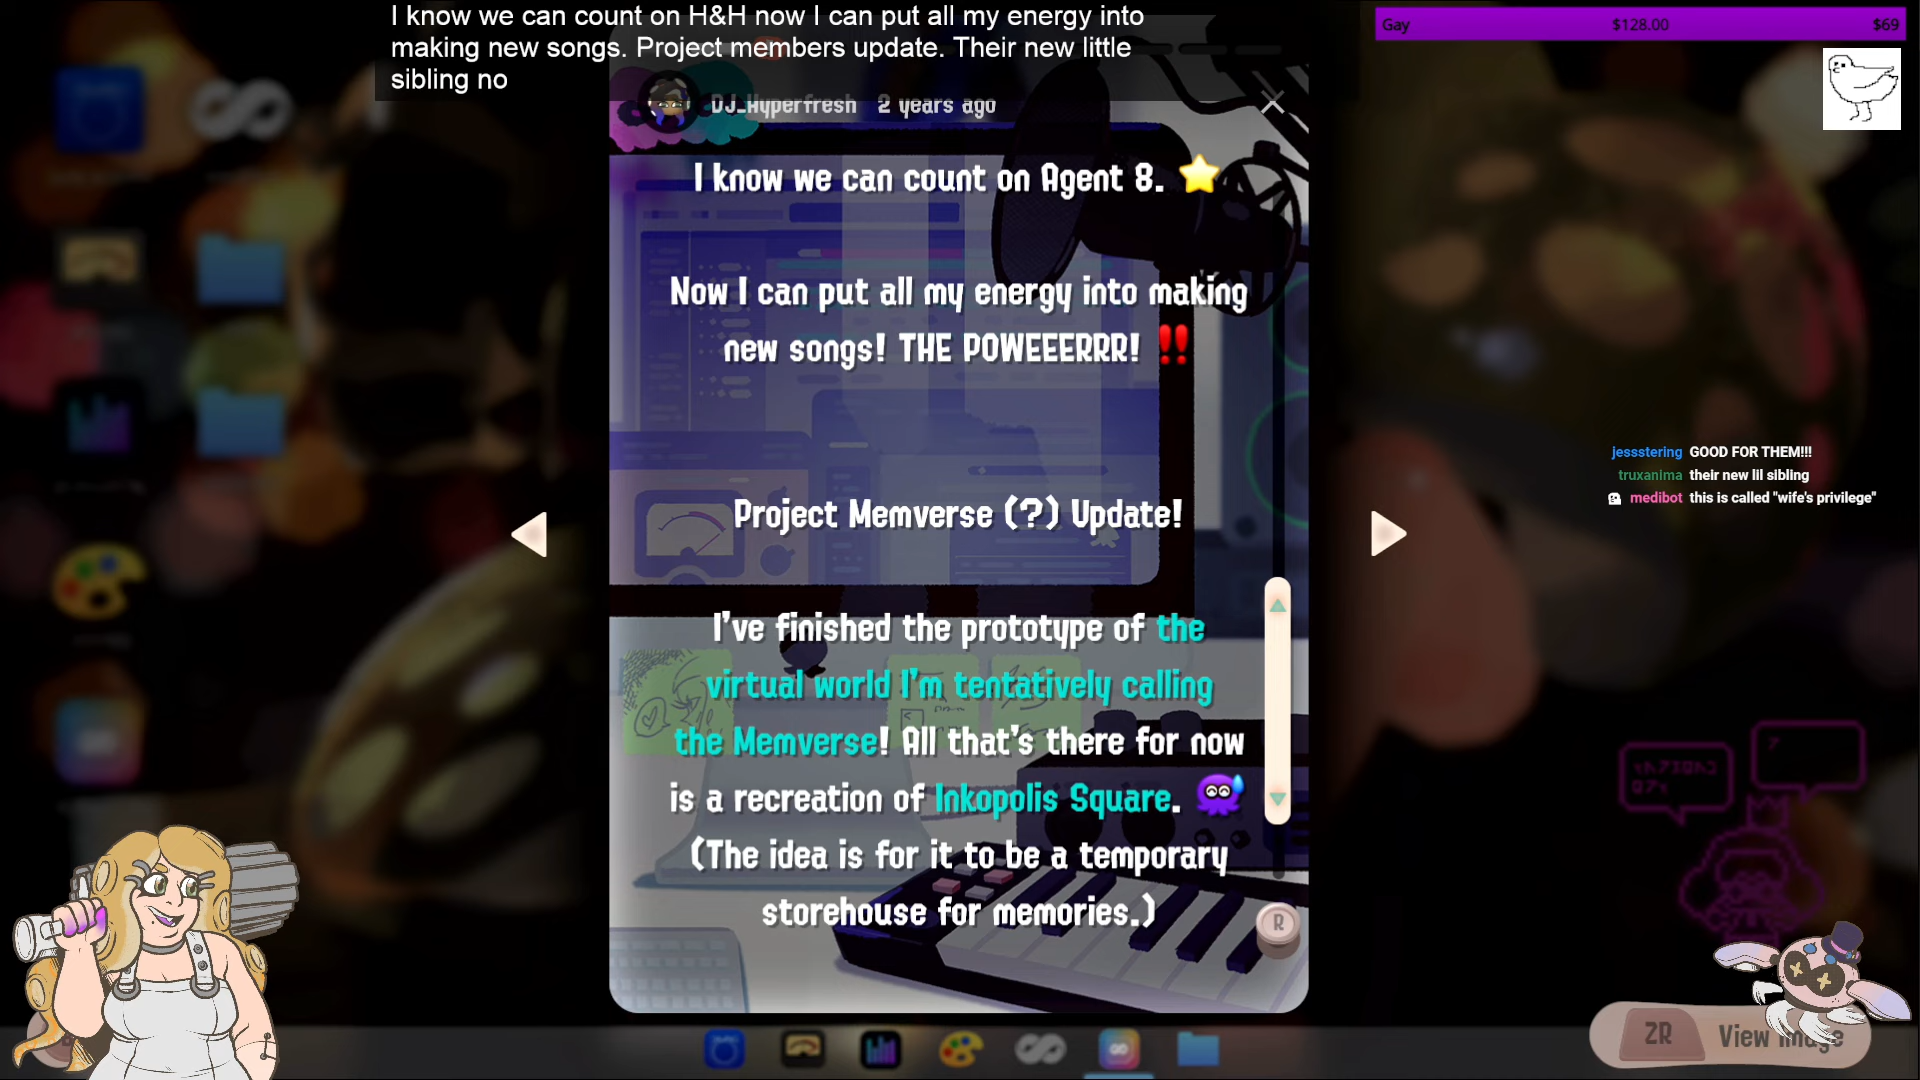 I know we can count on H&H now I can put all my energy into
making new songs. Project members update. Their new little
sibling no
Gay $128.00 $69
DJ_Hyperfresh 2 years ago
I know we can count on Agent 8. ⭐
Now I can put all my energy into making
new songs! THE POWEEERRR! ‼
Project Memverse (?) Update!
I've finished the prototype of the
virtual world I'm tentatively calling
the Memverse! All that's there for now
is a recreation of Inkopolis Square.
(The idea is for it to be a temporary
storehouse for memories.)
R
jessstering GOOD FOR THEM!!!
truxanima their new lil sibling
medibot this is called "wife's privilege"
ZR View Image